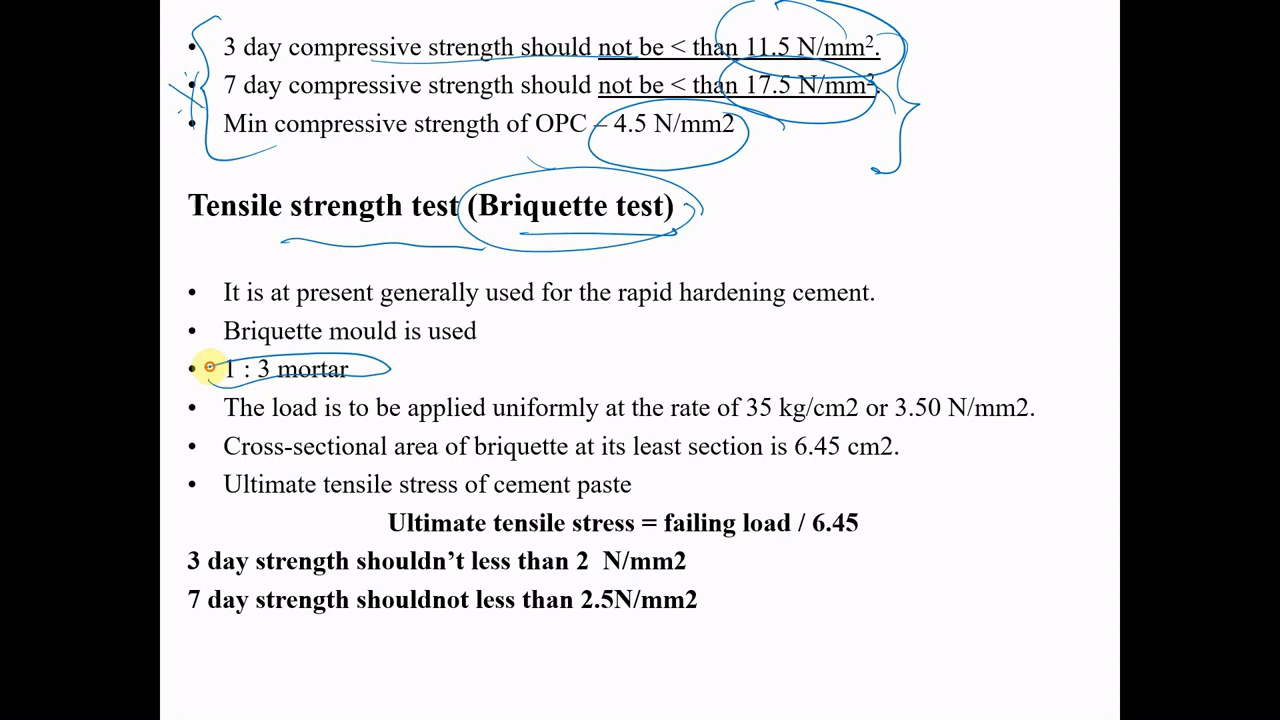 • 3 day compressive strength should not be < than 11.5 N/mm².
• 7 day compressive strength should not be < than 17.5 N/mm².
• Min compressive strength of OPC – 4.5 N/mm2
Tensile strength test (Briquette test)
• It is at present generally used for the rapid hardening cement.
• Briquette mould is used
• 1 : 3 mortar
• The load is to be applied uniformly at the rate of 35 kg/cm2 or 3.50 N/mm2.
• Cross-sectional area of briquette at its least section is 6.45 cm2.
• Ultimate tensile stress of cement paste
Ultimate tensile stress = failing load / 6.45
3 day strength shouldn’t less than 2  N/mm2
7 day strength shouldnot less than 2.5N/mm2